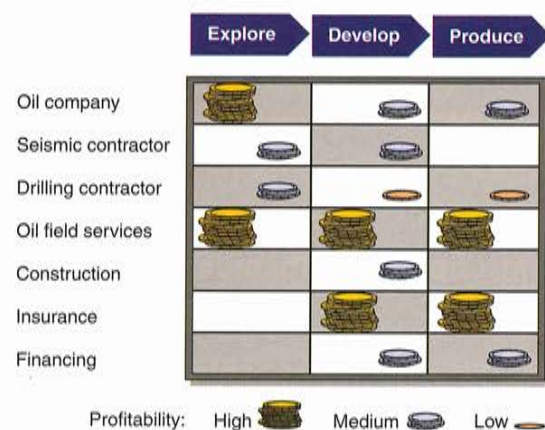 Explore Develop Produce
Oil company
Seismic contractor
Drilling contractor
Oil field services
Construction
Insurance
Financing
Profitability: High Medium Low